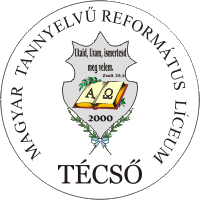 MAGYAR TANNYELVŰ REFORMÁTUS LÍCEUM
Utaid, Uram, ismertesd
meg velem.
Zsolt 25,4
Α Ω
2000
TÉCSŐ